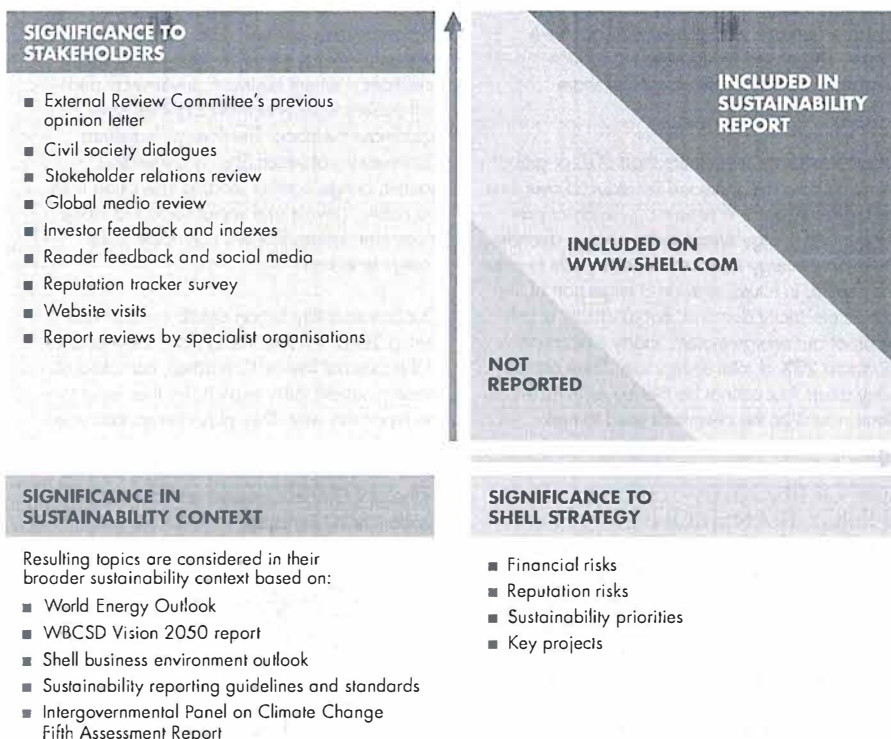 SIGNIFICANCE TO
STAKEHOLDERS
■ External Review Committee's previous
opinion letter
■ Civil society dialogues
■ Stakeholder relations review
■ Global media review
■ Investor feedback and indexes
■ Reader feedback and social media
■ Reputation tracker survey
■ Website visits
■ Report reviews by specialist organisations
INCLUDED IN
SUSTAINABILITY
REPORT
INCLUDED ON
WWW.SHELL.COM
NOT
REPORTED
SIGNIFICANCE IN
SUSTAINABILITY CONTEXT
Resulting topics are considered in their
broader sustainability context based on:
■ World Energy Outlook
■ WBCSD Vision 2050 report
■ Shell business environment outlook
■ Sustainability reporting guidelines and standards
■ Intergovernmental Panel on Climate Change
Fifth Assessment Report
SIGNIFICANCE TO
SHELL STRATEGY
■ Financial risks
■ Reputation risks
■ Sustainability priorities
■ Key projects